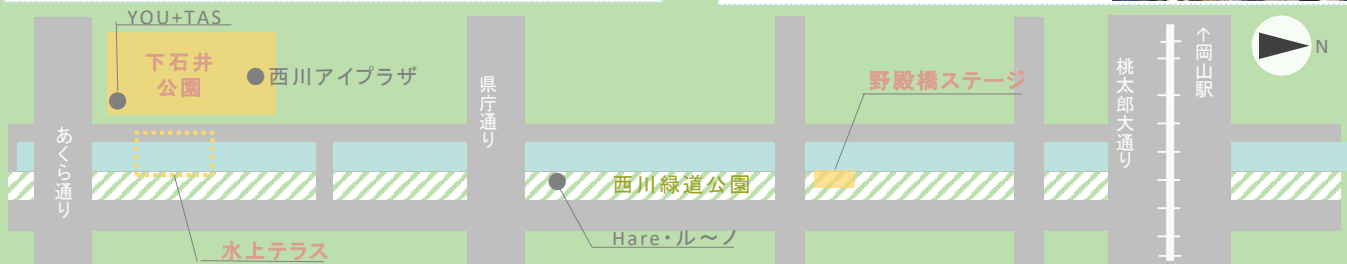 YOU+TAS
下石井
公園
西川アイプラザ
あくら通り
県庁通り
野殿橋ステージ
桃太郎大通り
↑岡山駅
N
西川緑道公園
Hare・ル～ノ
水上テラス